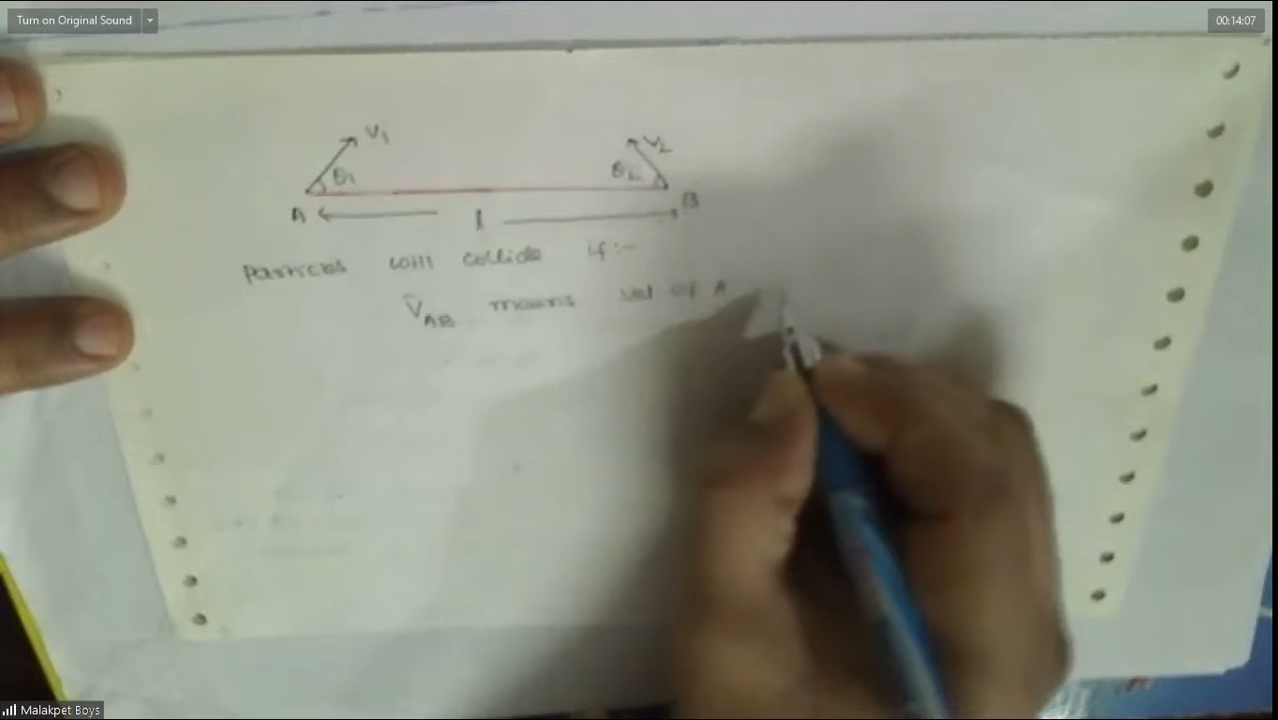 Turn on Original Sound
00:14:07
V1
V2
θ1
θ2
A
B
l
particles will collide if :-
V̄AB means vel of A
Malakpet Boys